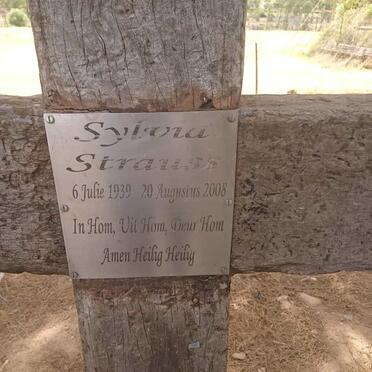 Sylvia
Strauss
6 Julie 1939 20 Augustus 2008
In Hom, Uit Hom, Deur Hom
Amen Heilig Heilig